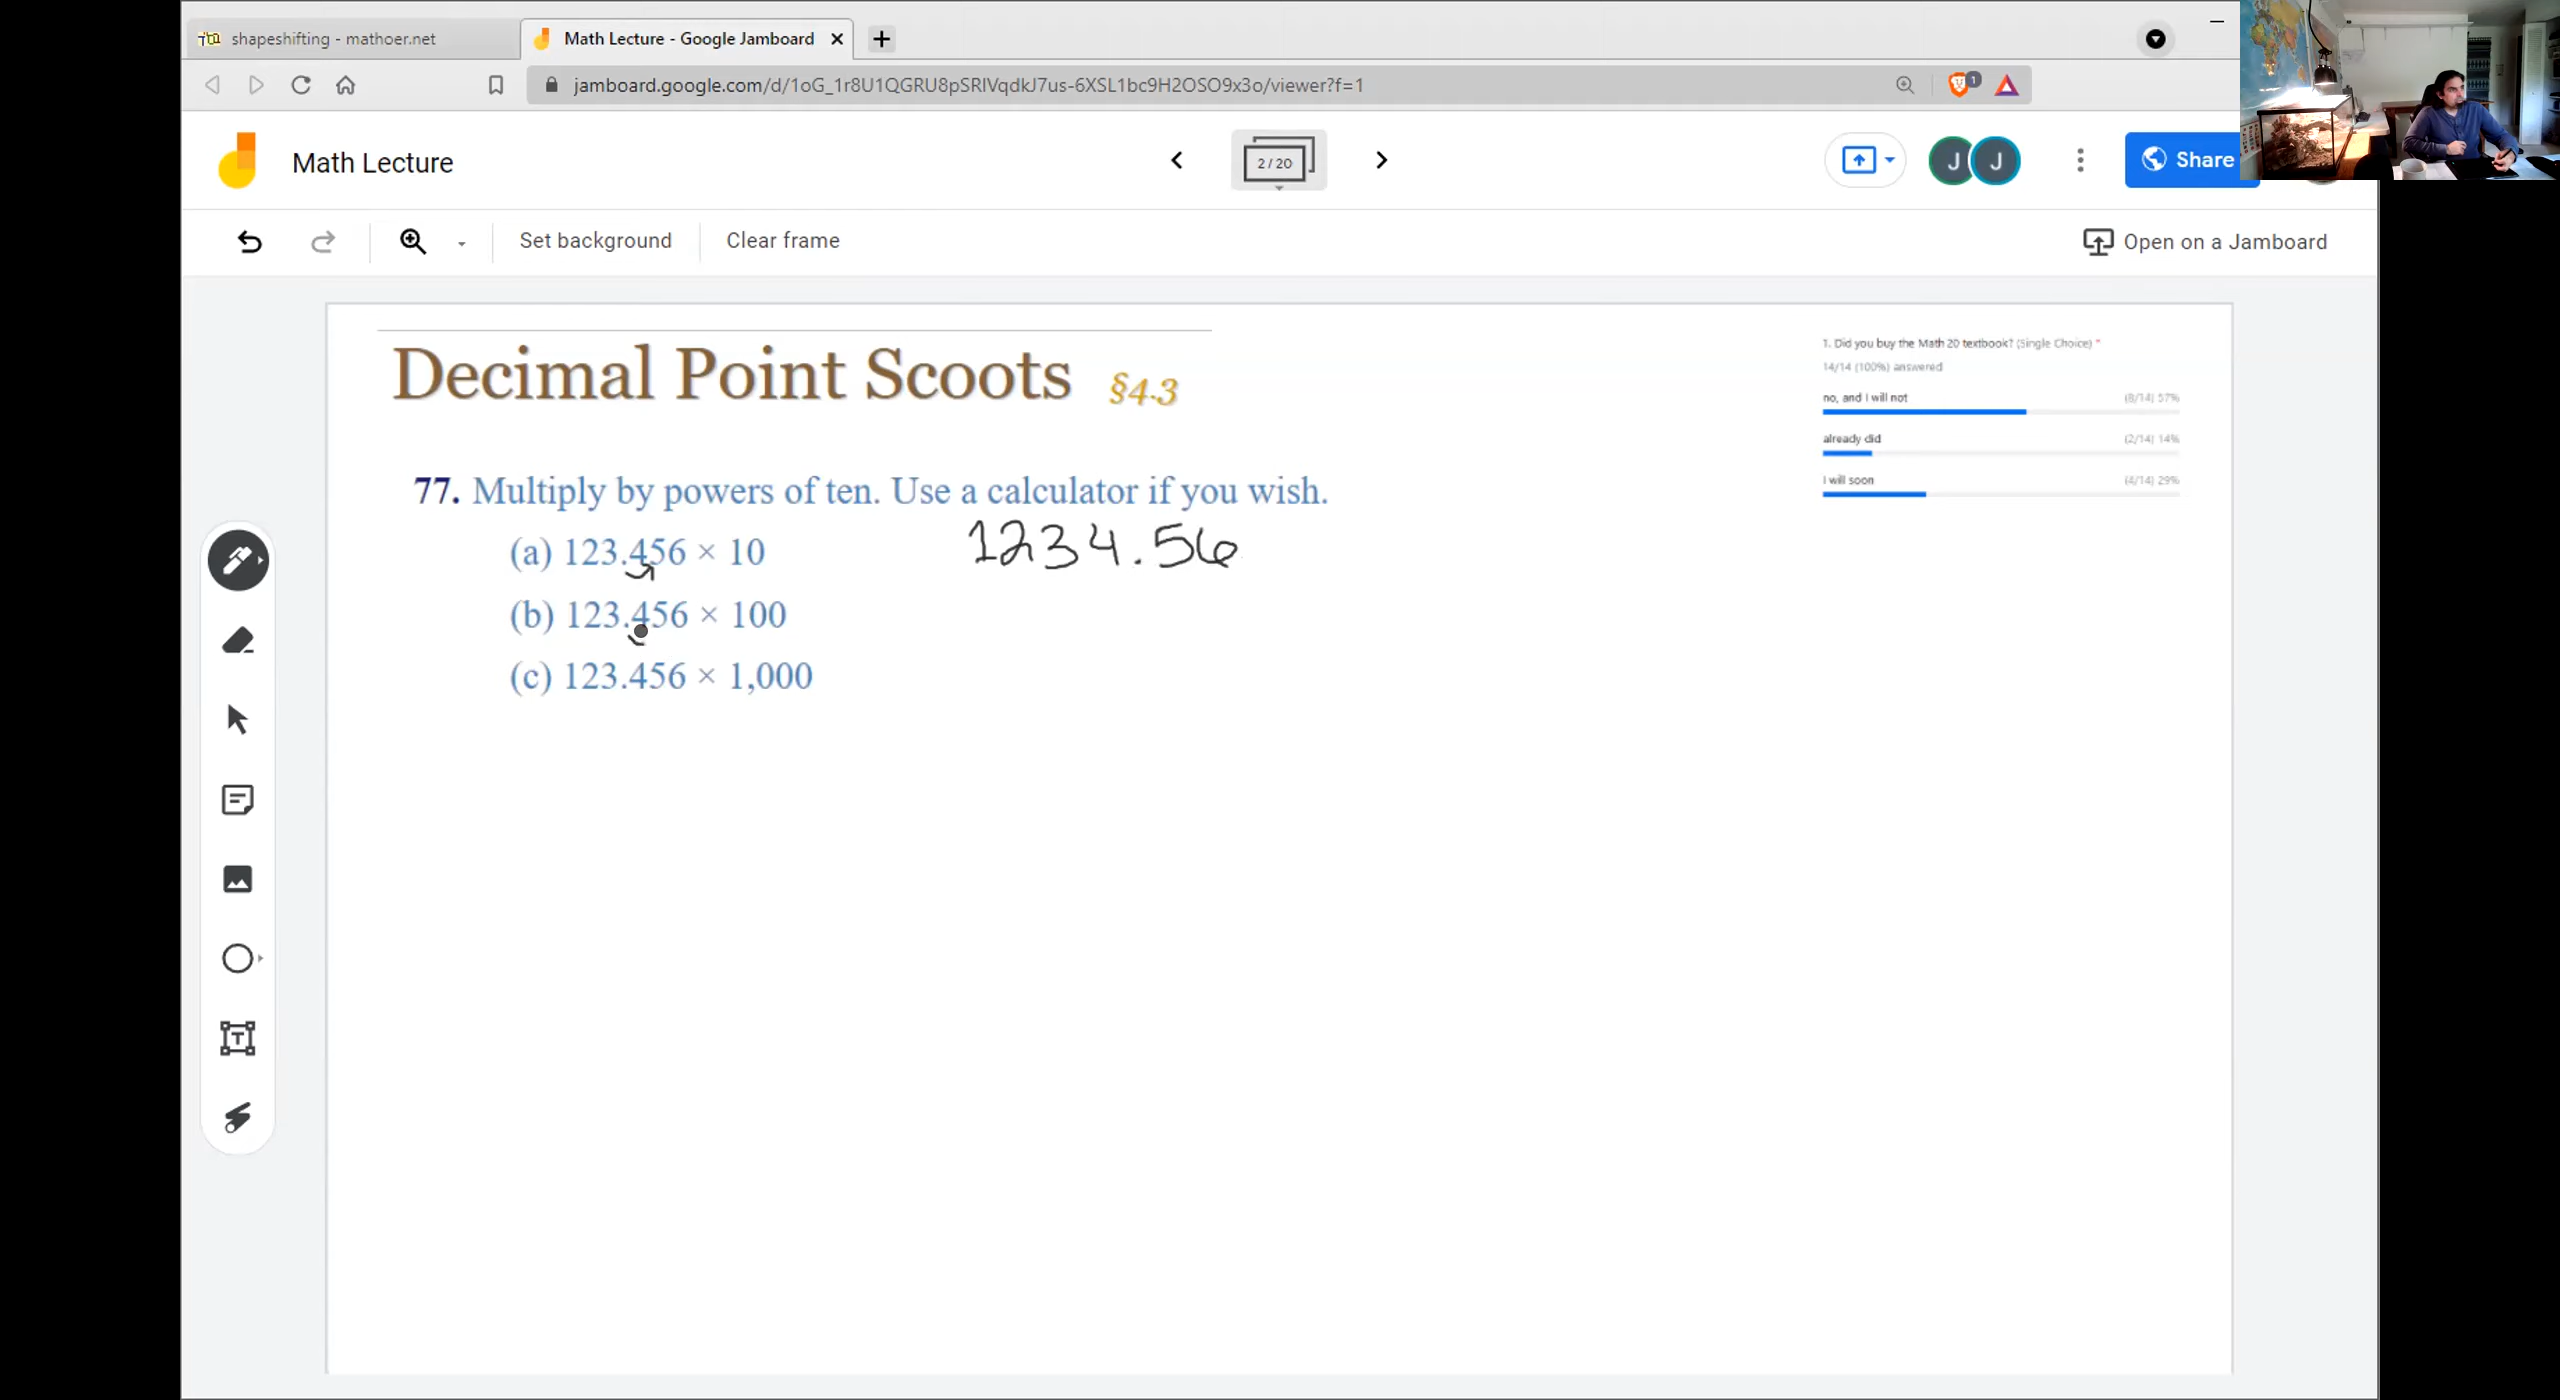 shapeshifting - mathoer.net
Math Lecture - Google Jamboard
jamboard.google.com/d/1oG_1r8U1QGRU8pSRIVqdkJ7us-6XSL1bc9H2OSO9x3o/viewer?f=1
1
Math Lecture
2 / 20
J
J
Share
Set background
Clear frame
Open on a Jamboard
Decimal Point Scoots §4.3
1. Did you buy the Math 20 textbook? (Single Choice) *
14/14 (100%) answered
no, and I will not (8/14) 57%
already did (2/14) 14%
I will soon (4/14) 29%
77. Multiply by powers of ten. Use a calculator if you wish.
(a) 123.456 × 10 1234.56
(b) 123.456 × 100
(c) 123.456 × 1,000